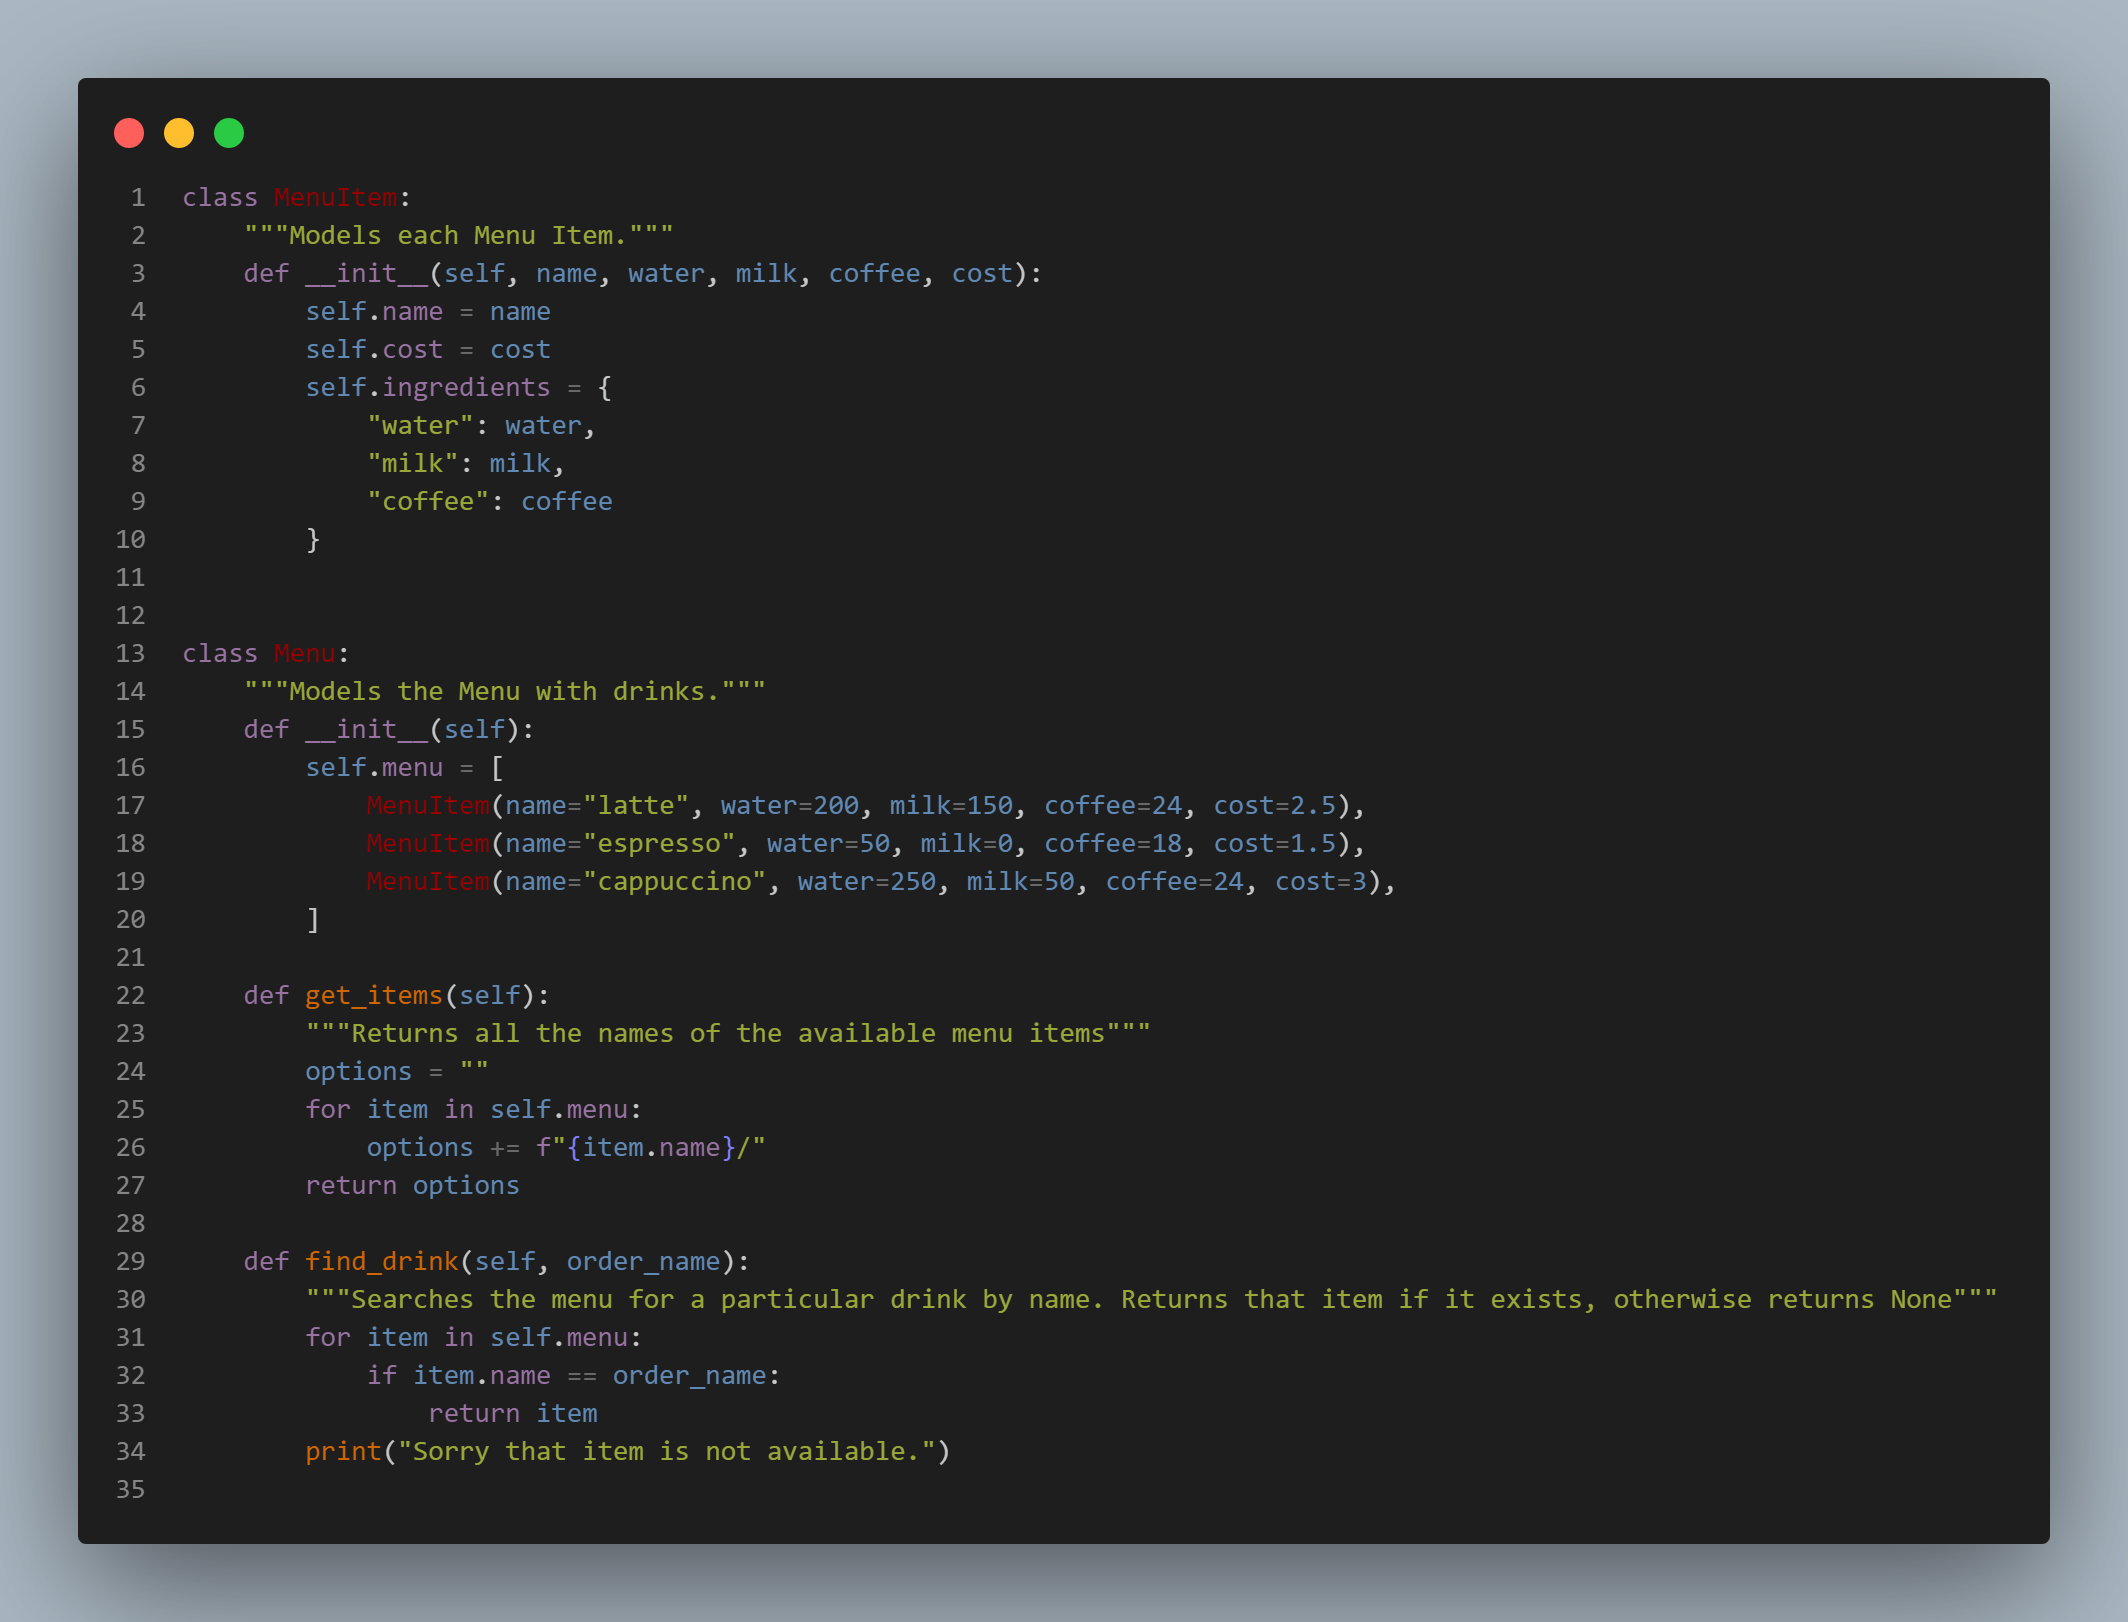 1 class MenuItem:
2     """Models each Menu Item."""
3     def __init__(self, name, water, milk, coffee, cost):
4         self.name = name
5         self.cost = cost
6         self.ingredients = {
7             "water": water,
8             "milk": milk,
9             "coffee": coffee
10         }
11
12
13 class Menu:
14     """Models the Menu with drinks."""
15     def __init__(self):
16         self.menu = [
17             MenuItem(name="latte", water=200, milk=150, coffee=24, cost=2.5),
18             MenuItem(name="espresso", water=50, milk=0, coffee=18, cost=1.5),
19             MenuItem(name="cappuccino", water=250, milk=50, coffee=24, cost=3),
20         ]
21
22     def get_items(self):
23         """Returns all the names of the available menu items"""
24         options = ""
25         for item in self.menu:
26             options += f"{item.name}/"
27         return options
28
29     def find_drink(self, order_name):
30         """Searches the menu for a particular drink by name. Returns that item if it exists, otherwise returns None"""
31         for item in self.menu:
32             if item.name == order_name:
33                 return item
34         print("Sorry that item is not available.")
35